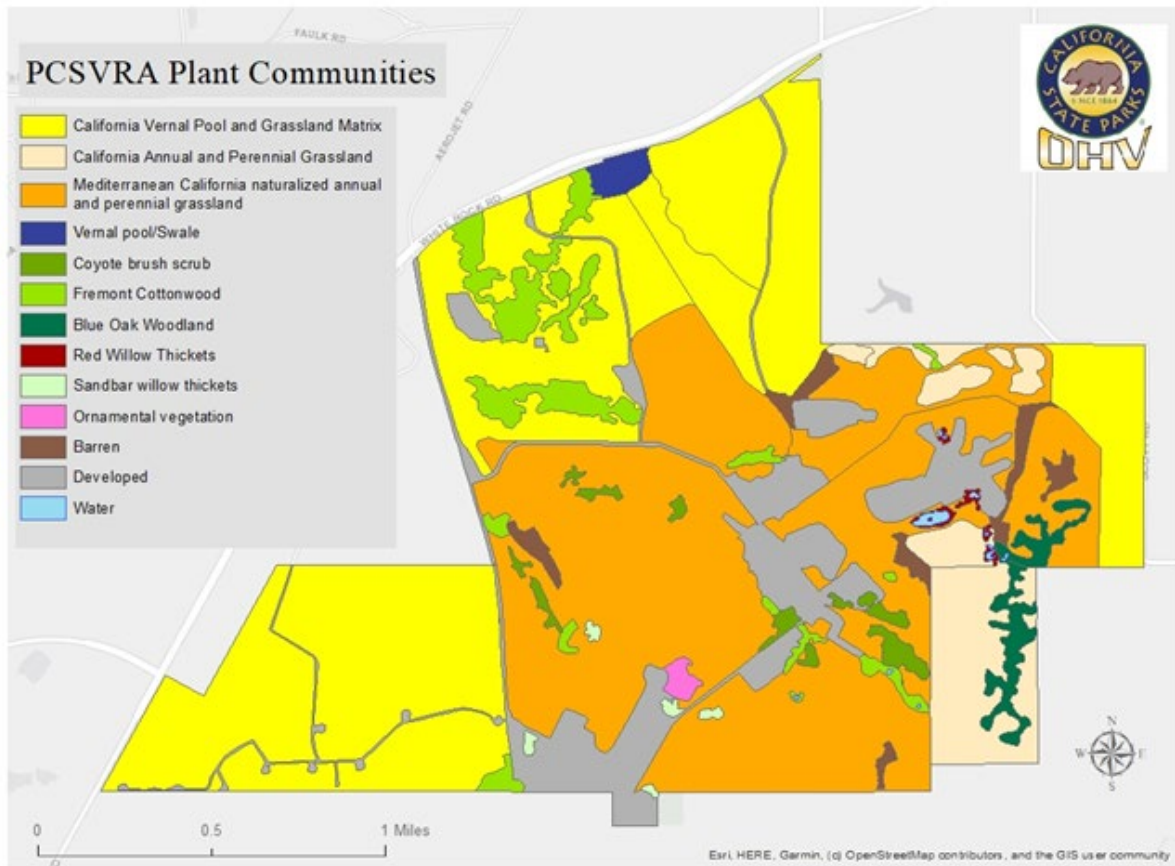 FAULK RD
PCSVRA Plant Communities
AEROJET RD
WHITE ROCK RD
CALIFORNIA
STATE PARKS
SINCE 1864
OHV
California Vernal Pool and Grassland Matrix
California Annual and Perennial Grassland
Mediterranean California naturalized annual
and perennial grassland
Vernal pool/Swale
Coyote brush scrub
Fremont Cottonwood
Blue Oak Woodland
Red Willow Thickets
Sandbar willow thickets
Ornamental vegetation
Barren
Developed
Water
N
W E
S
0 0.5 1 Miles
Esri, HERE, Garmin, (c) OpenStreetMap contributors, and the GIS user community